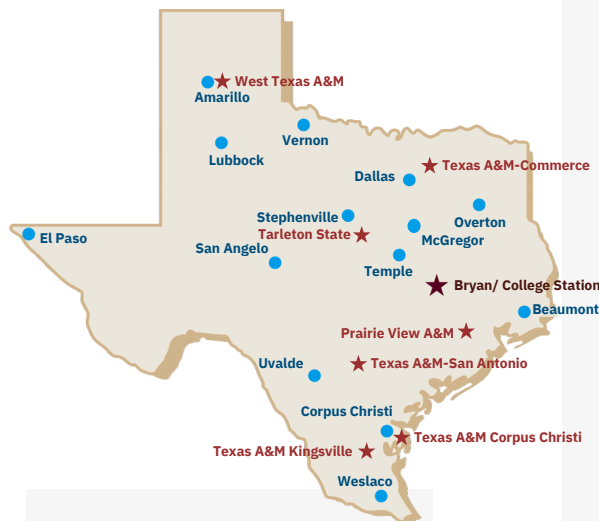 West Texas A&M
Amarillo
Vernon
Lubbock
Texas A&M-Commerce
Dallas
Stephenville
Overton
Tarleton State
El Paso
McGregor
San Angelo
Temple
Bryan/ College Station
Beaumont
Prairie View A&M
Uvalde
Texas A&M-San Antonio
Corpus Christi
Texas A&M Corpus Christi
Texas A&M Kingsville
Weslaco